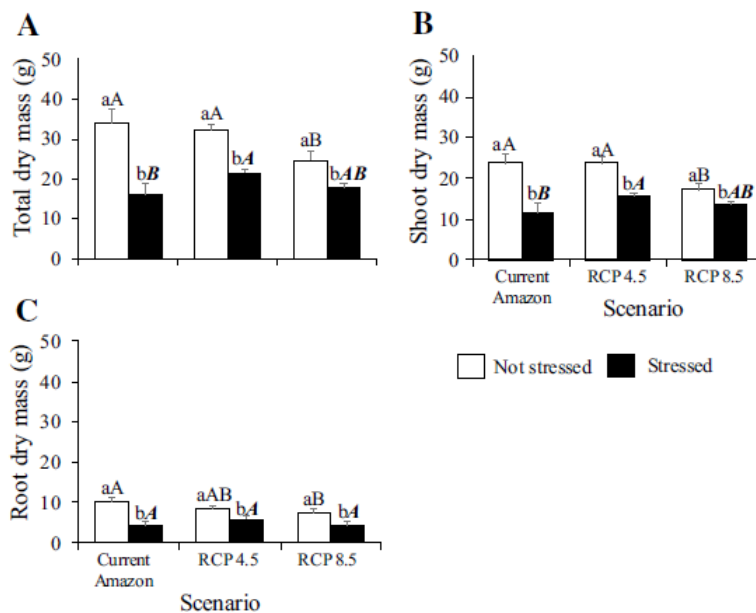 A
Total dry mass (g)
50
40
30
20
10
0
aA
bB
aA
bA
aB
bAB
B
Shoot dry mass (g)
50
40
30
20
10
0
aA
bB
aA
bA
aB
bAB
Current
Amazon
RCP 4.5
RCP 8.5
Scenario
Not stressed
Stressed
C
Root dry mass (g)
50
40
30
20
10
0
aA
bA
aAB
bA
aB
bA
Current
Amazon
RCP 4.5
RCP 8.5
Scenario